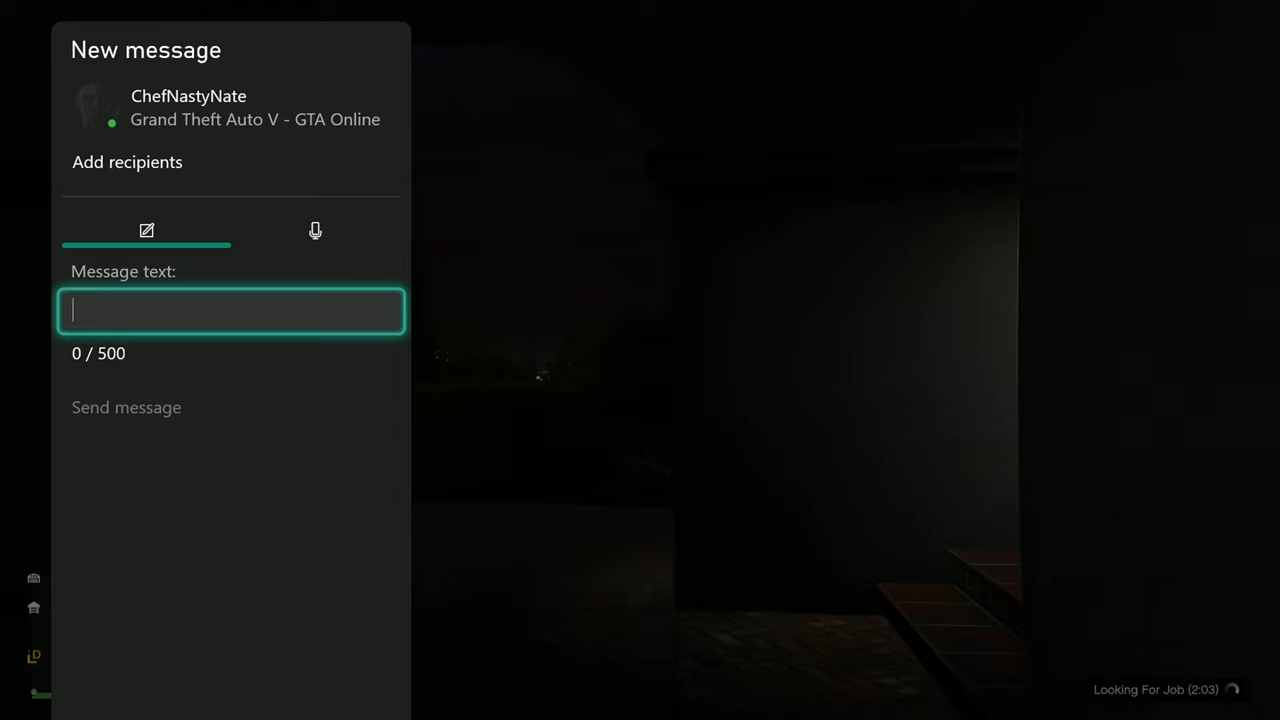 New message
ChefNastyNate
Grand Theft Auto V - GTA Online
Add recipients
Message text:
0 / 500
Send message
D
Looking For Job (2:03)